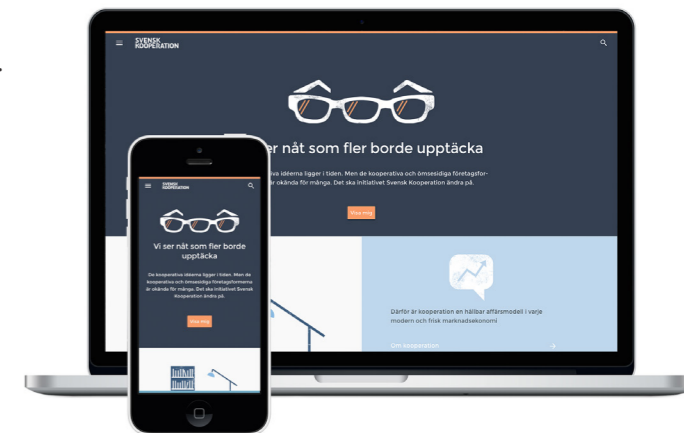 SVENSK
KOOPERATION
er nåt som fler borde upptäcka
iva idéerna ligger i tiden. Men de kooperativa och ömsesidiga företagsfor-
är okända för många. Det ska initiativet Svensk Kooperation ändra på.
Visa mig
Därför är kooperation en hållbar affärsmodell i varje
modern och frisk marknadsekonomi
Om kooperation
SVENSK
KOOPERATION
Vi ser nåt som fler borde
upptäcka
De kooperativa idéerna ligger i tiden. Men de
kooperativa och ömsesidiga företagsformerna
är okända för många. Det ska initiativet Svensk
Kooperation ändra på.
Visa mig